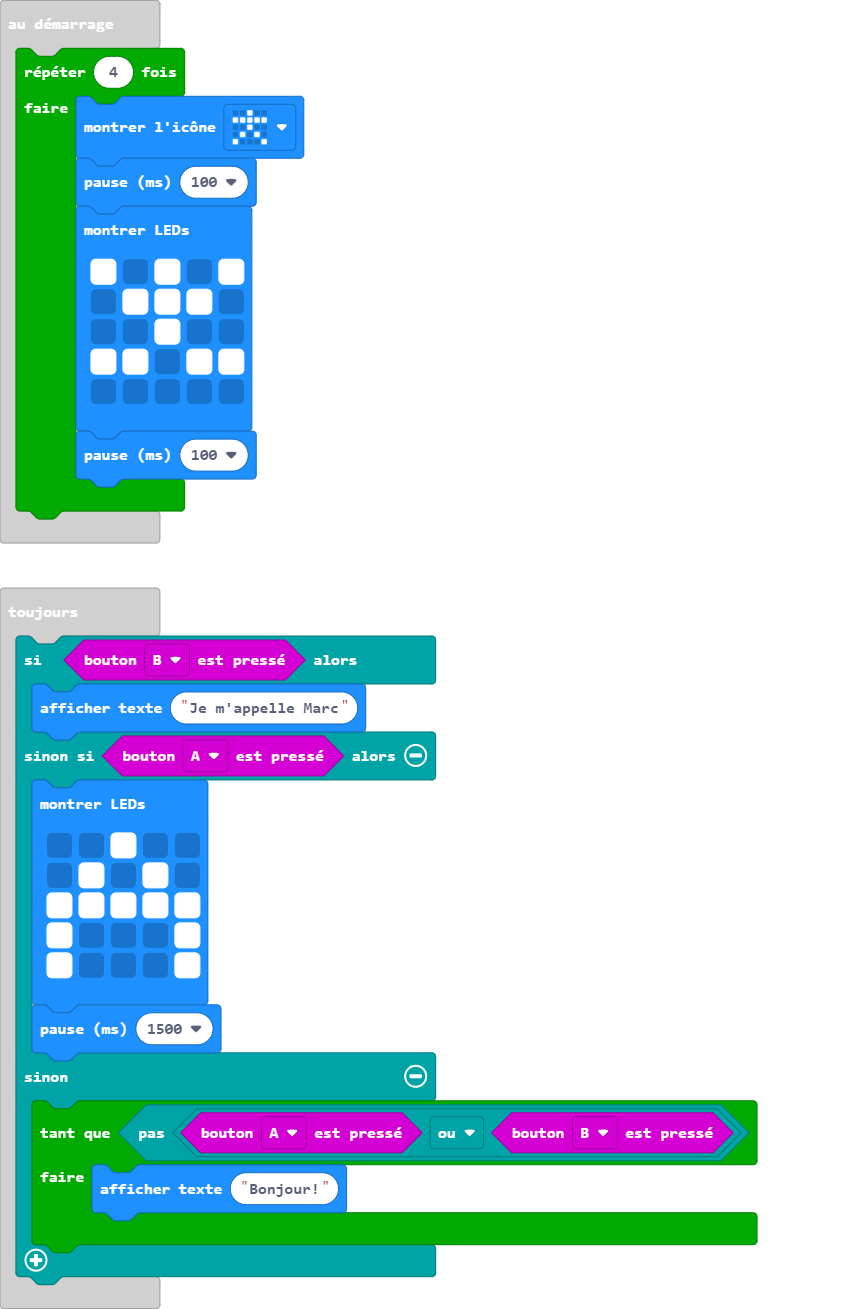 au démarrage
répéter 4 fois
faire
montrer l'icône
pause (ms) 100
montrer LEDs
pause (ms) 100
toujours
si bouton B est pressé alors
afficher texte "Je m'appelle Marc"
sinon si bouton A est pressé alors
montrer LEDs
pause (ms) 1500
sinon
tant que pas bouton A est pressé ou bouton B est pressé
faire
afficher texte "Bonjour!"